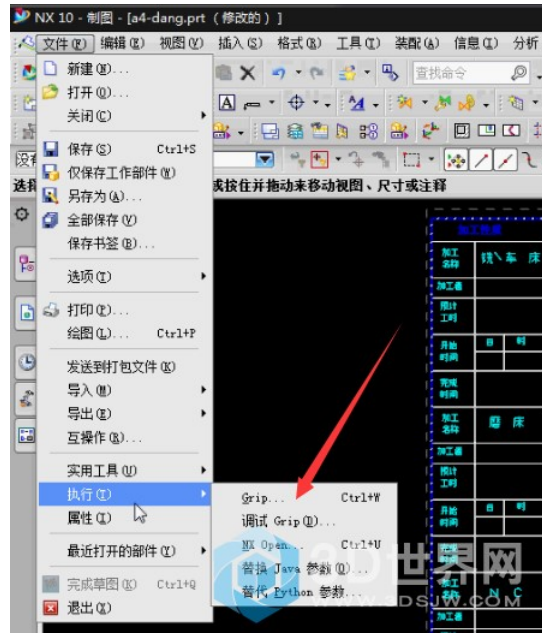 NX 10 - 制图 - [a4-dang.prt （修改的）]
文件(F) 编辑(E) 视图(V) 插入(S) 格式(R) 工具(T) 装配(A) 信息(I) 分析
新建(N)...
打开(O)...
查找命令
关闭(C)
保存(S) Ctrl+S
仅保存工作部件(W)
另存为(A)...
或按住并拖动来移动视图、尺寸或注释
全部保存(V)
保存书签(B)...
选项(I)
打印(P)...
绘图(L)... Ctrl+P
发送到打包文件(K)
导入(M)
导出(E)
互操作(R)...
实用工具(U)
执行(T)
属性(I)
最近打开的部件(Y)
完成草图(K) Ctrl+Q
退出(X)
Grip... Ctrl+W
调试 Grip(D)...
NX Open... Ctrl+U
替换 Java 参数(O)...
替代 Python 参数...
加工
名称
铣、车 床
加工者
预计
工时
开始
时间
日 时
完成
时间
加工
名称
磨 床
加工者
预计
工时
开始
时间
日 时
加工
名称
N C
加工者
3D世界网
WWW.3DSJW.COM